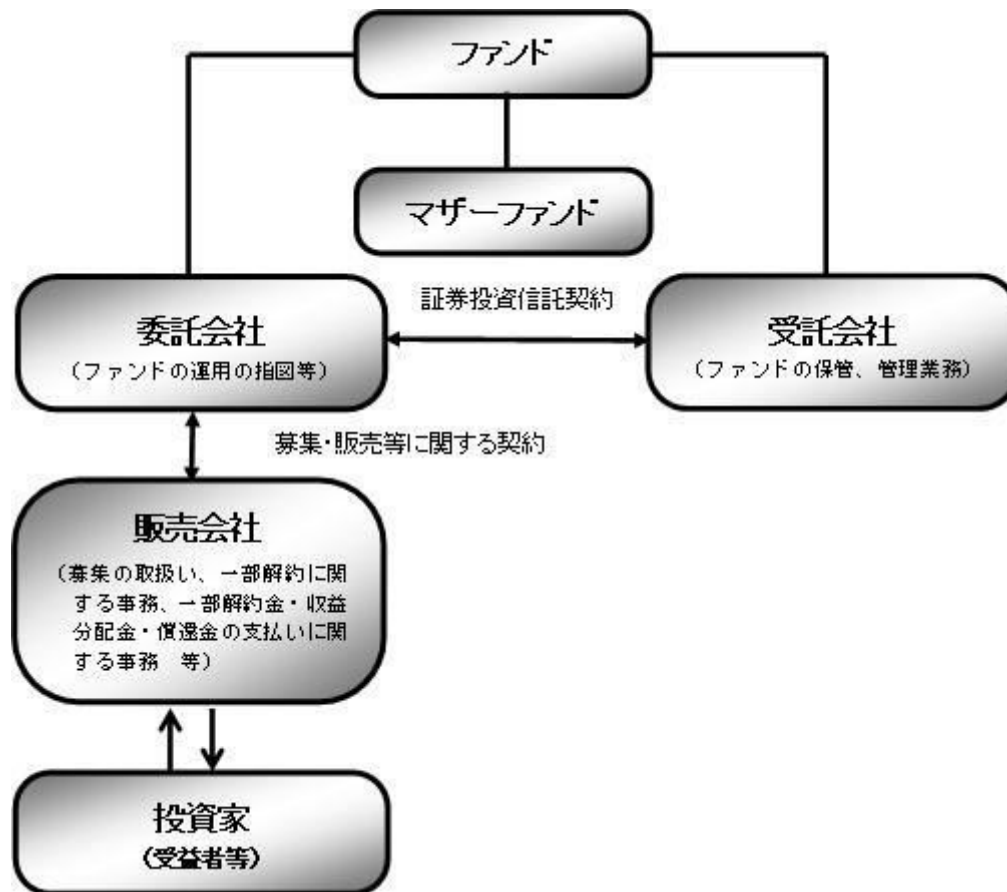 ファンド
マザーファンド
証券投資信託契約
委託会社
（ファンドの運用の指図等）
受託会社
（ファンドの保管、管理業務）
募集・販売等に関する契約
販売会社
（募集の取扱い、一部解約に関
する事務、一部解約金・収益
分配金・償還金の支払いに関
する事務　等）
投資家
（受益者等）